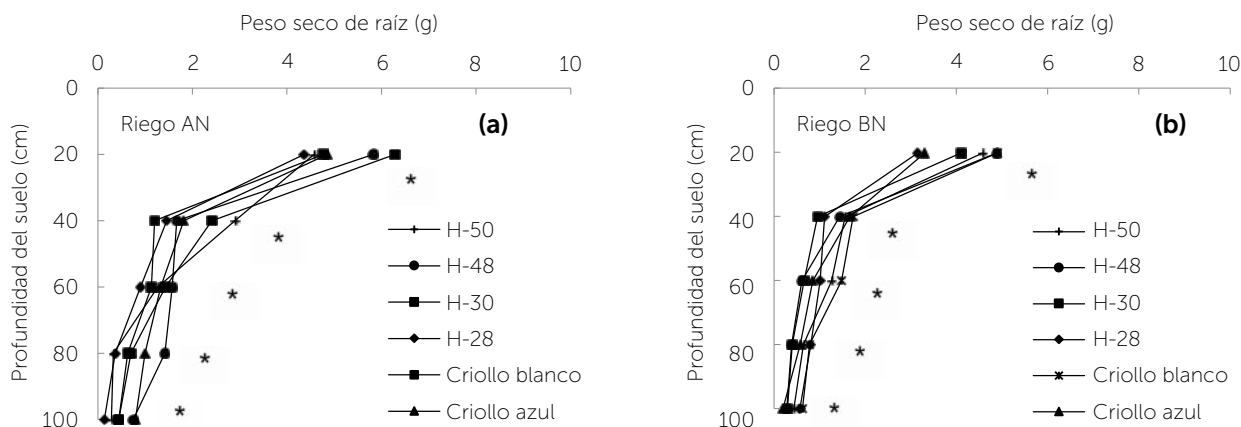 Peso seco de raíz (g)
0 2 4 6 8 10
0
20
40
60
80
100
Profundidad del suelo (cm)
Riego AN
(a)
*
*
*
*
*
H-50
H-48
H-30
H-28
Criollo blanco
Criollo azul
Peso seco de raíz (g)
0 2 4 6 8 10
0
20
40
60
80
100
Profundidad del suelo (cm)
Riego BN
(b)
*
*
*
*
*
H-50
H-48
H-30
H-28
Criollo blanco
Criollo azul